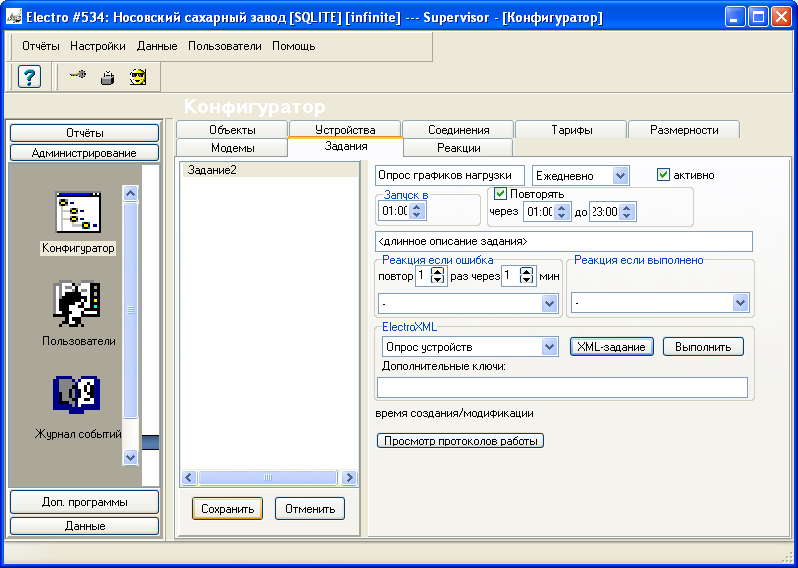 Electro #534: Носовский сахарный завод [SQLITE] [infinite] --- Supervisor - [Конфигуратор]
Отчёты Настройки Данные Пользователи Помощь
?
Конфигуратор
Отчёты
Администрирование
Конфигуратор
Пользователи
Журнал событий
Доп. программы
Данные
Объекты Устройства Соединения Тарифы Размерности
Модемы Задания Реакции
Задание2
Сохранить Отменить
Опрос графиков нагрузки Ежедневно активно
Запуск в Повторять
01:00 через 01:00 до 23:00
<длинное описание задания>
Реакция если ошибка Реакция если выполнено
повтор 1 раз через 1 мин
- -
ElectroXML
Опрос устройств XML-задание Выполнить
Дополнительные ключи:
время создания/модификации
Просмотр протоколов работы